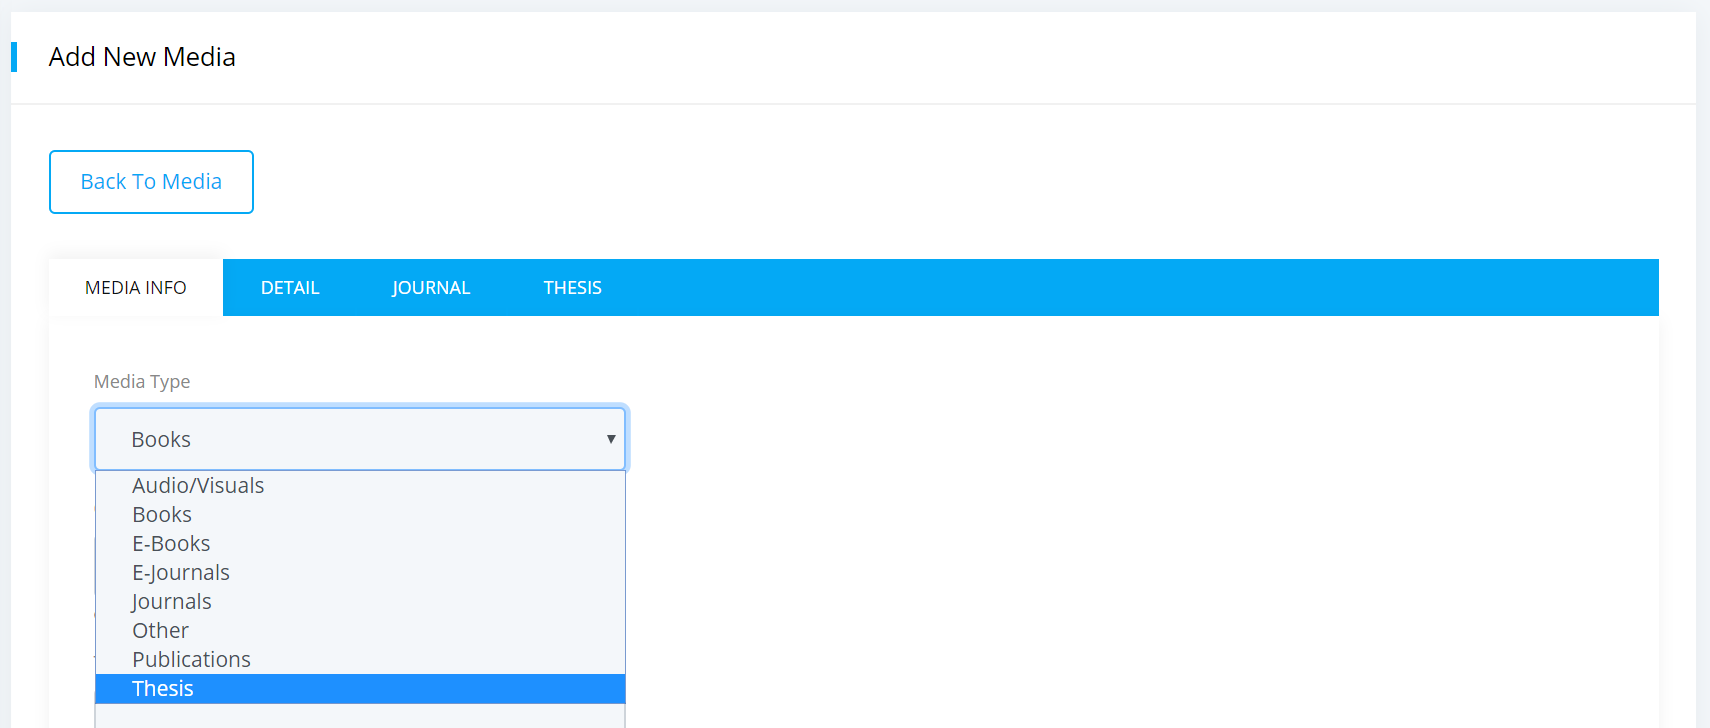 Add New Media
Back To Media
MEDIA INFO DETAIL JOURNAL THESIS
Media Type
Books
Audio/Visuals
Books
E-Books
E-Journals
Journals
Other
Publications
Thesis